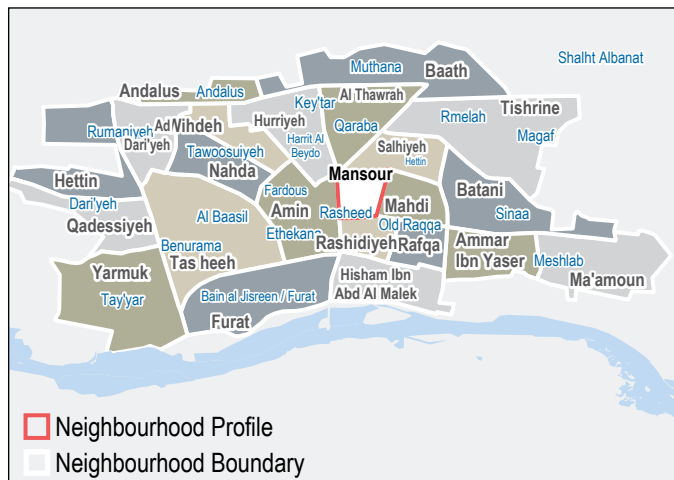 Muthana
Shalht Albanat
Baath
Andalus
Andalus
Key'tar
Al Thawrah
Tishrine
Rmelah
Hurriyeh
Qaraba
Rumaniyeh
Ad
Wihdeh
Dari'yeh
Harrit Al
Beydo
Magaf
Salhiyeh
Hettin
Tawoosuiyeh
Nahda
Mansour
Hettin
Fardous
Batani
Dari'yeh
Al Baasil
Amin
Rasheed
Mahdi
Sinaa
Qadessiyeh
Old Raqqa
Ethekana
Rashidiyeh
Rafqa
Ammar
Ibn Yaser
Benurama
Tas heeh
Meshlab
Yarmuk
Hisham Ibn
Abd Al Malek
Ma'amoun
Tay'yar
Bain al Jisreen / Furat
Furat
Neighbourhood Profile
Neighbourhood Boundary